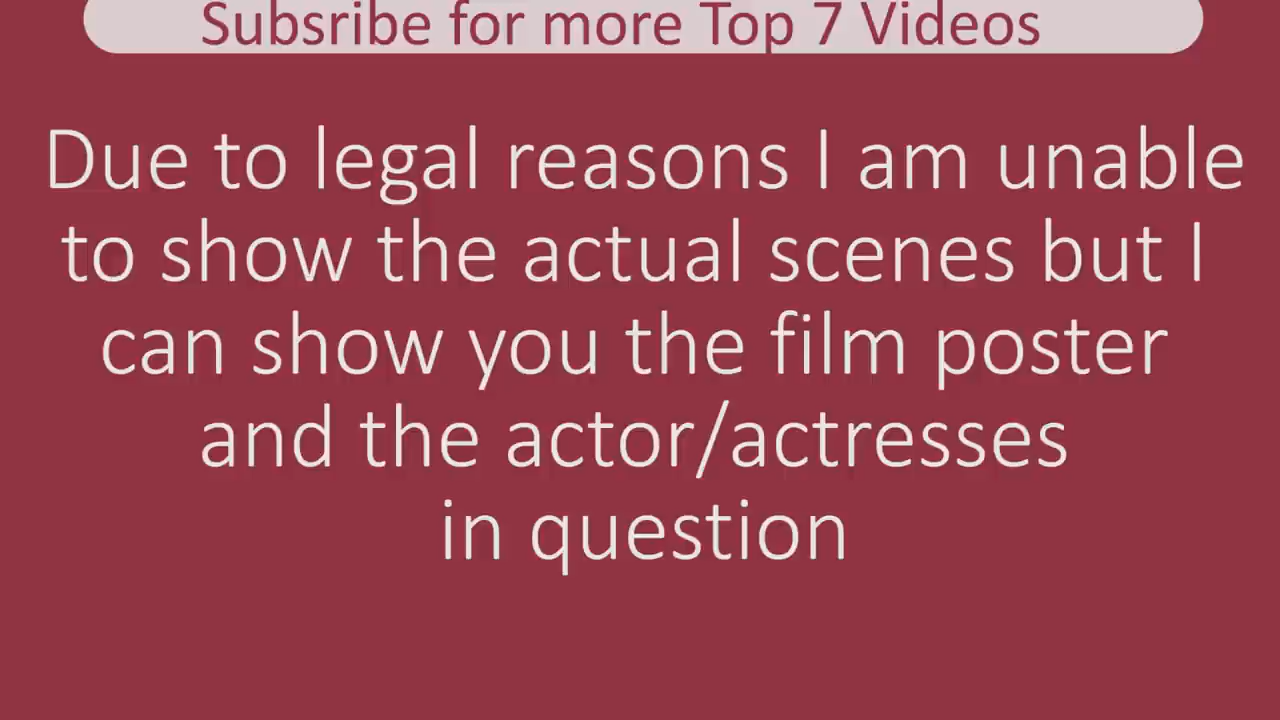 Subsribe for more Top 7 Videos
Due to legal reasons I am unable
to show the actual scenes but I
can show you the film poster
and the actor/actresses
in question